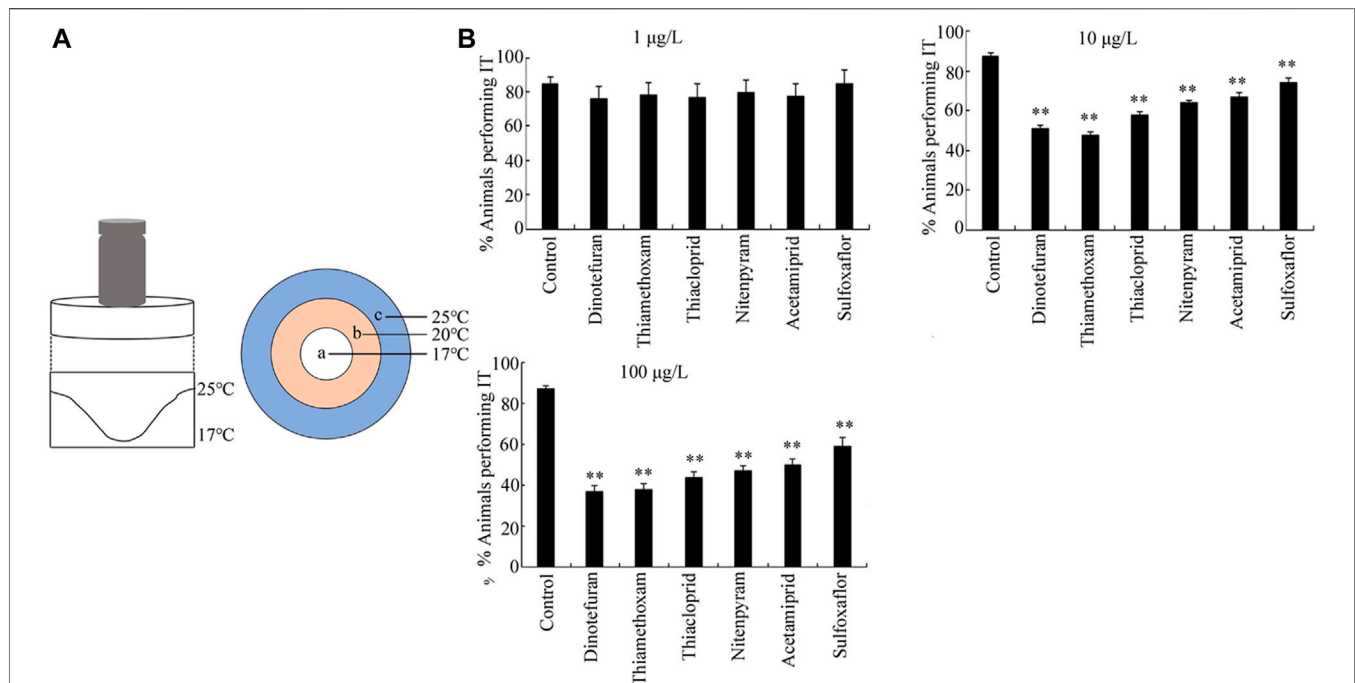 A
25℃
17℃
a
b
c
25℃
20℃
17℃
B
1 μg/L
% Animals performing IT
100
80
60
40
20
0
Control
Dinotefuran
Thiamethoxam
Thiacloprid
Nitenpyram
Acetamiprid
Sulfoxaflor
10 μg/L
% Animals performing IT
100
80
60
40
20
0
**
**
**
**
**
**
Control
Dinotefuran
Thiamethoxam
Thiacloprid
Nitenpyram
Acetamiprid
Sulfoxaflor
100 μg/L
% Animals performing IT
100
80
60
40
20
0
%
**
**
**
**
**
**
Control
Dinotefuran
Thiamethoxam
Thiacloprid
Nitenpyram
Acetamiprid
Sulfoxaflor